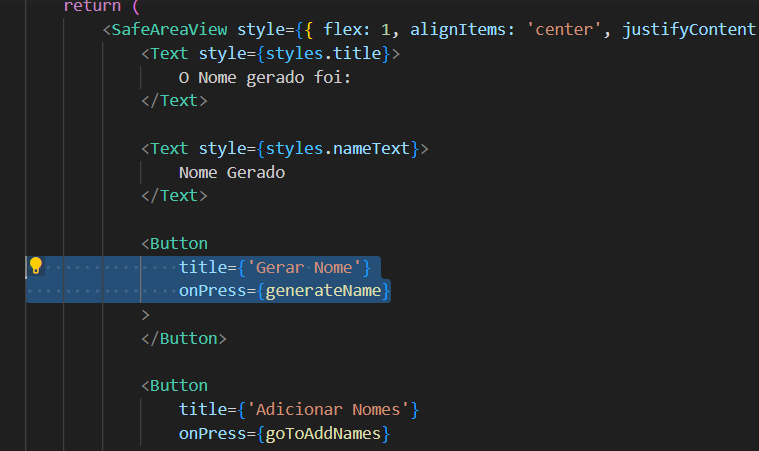 return (
<SafeAreaView style={{ flex: 1, alignItems: 'center', justifyContent
<Text style={styles.title}>
O Nome gerado foi:
</Text>
<Text style={styles.nameText}>
Nome Gerado
</Text>
<Button
title={'Gerar Nome'}
onPress={generateName}
>
</Button>
<Button
title={'Adicionar Nomes'}
onPress={goToAddNames}